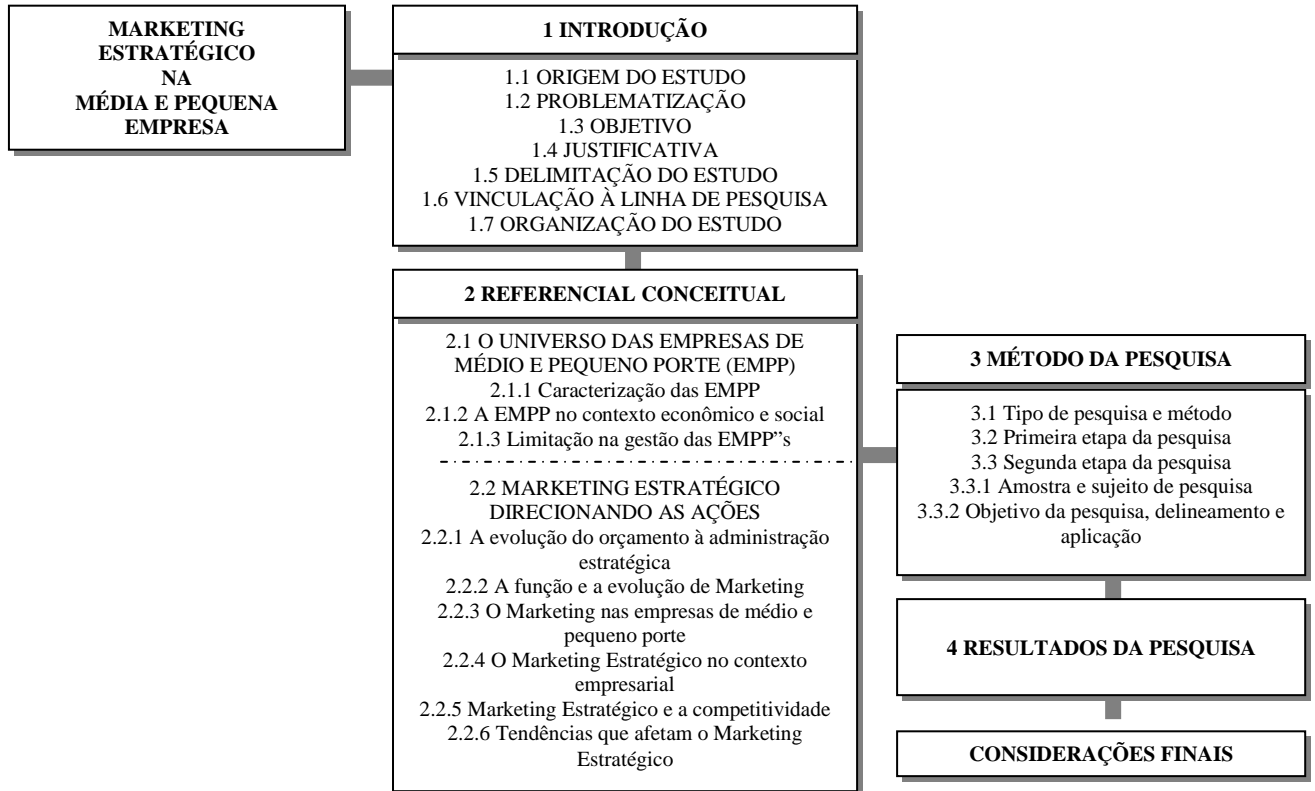 MARKETING
ESTRATÉGICO
NA
MÉDIA E PEQUENA
EMPRESA
1 INTRODUÇÃO
1.1 ORIGEM DO ESTUDO
1.2 PROBLEMATIZAÇÃO
1.3 OBJETIVO
1.4 JUSTIFICATIVA
1.5 DELIMITAÇÃO DO ESTUDO
1.6 VINCULAÇÃO À LINHA DE PESQUISA
1.7 ORGANIZAÇÃO DO ESTUDO
2 REFERENCIAL CONCEITUAL
2.1 O UNIVERSO DAS EMPRESAS DE
MÉDIO E PEQUENO PORTE (EMPP)
2.1.1 Caracterização das EMPP
2.1.2 A EMPP no contexto econômico e social
2.1.3 Limitação na gestão das EMPP”s
2.2 MARKETING ESTRATÉGICO
DIRECIONANDO AS AÇÕES
2.2.1 A evolução do orçamento à administração
estratégica
2.2.2 A função e a evolução de Marketing
2.2.3 O Marketing nas empresas de médio e
pequeno porte
2.2.4 O Marketing Estratégico no contexto
empresarial
2.2.5 Marketing Estratégico e a competitividade
2.2.6 Tendências que afetam o Marketing
Estratégico
3 MÉTODO DA PESQUISA
3.1 Tipo de pesquisa e método
3.2 Primeira etapa da pesquisa
3.3 Segunda etapa da pesquisa
3.3.1 Amostra e sujeito de pesquisa
3.3.2 Objetivo da pesquisa, delineamento e
aplicação
4 RESULTADOS DA PESQUISA
CONSIDERAÇÕES FINAIS